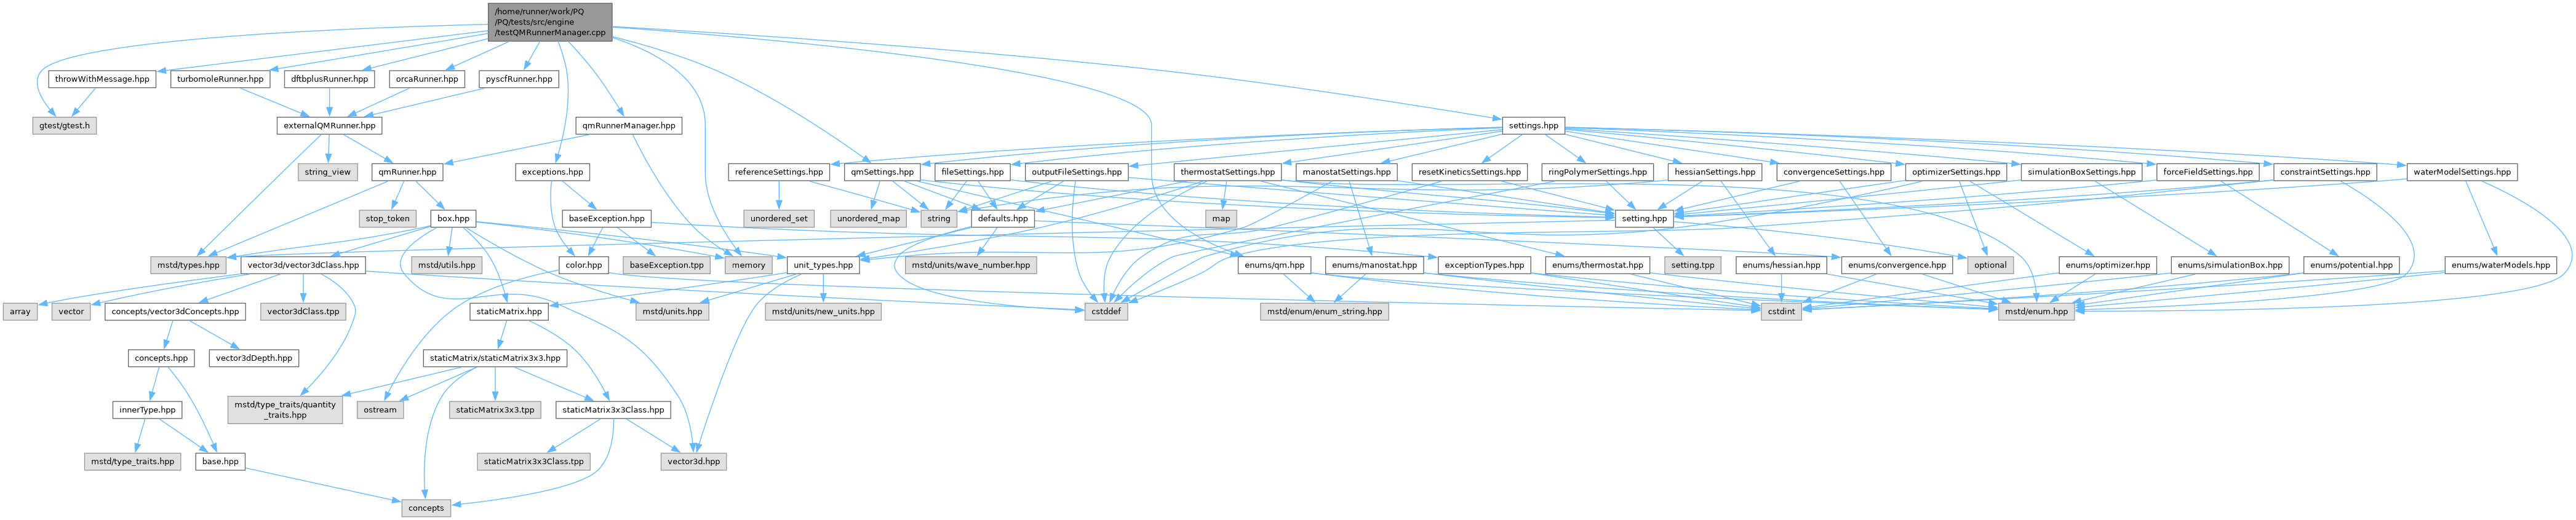 /home/runner/work/PQ
/PQ/tests/src/engine
/testQMRunnerManager.cpp
throwWithMessage.hpp
turbomoleRunner.hpp
dftbplusRunner.hpp
orcaRunner.hpp
pyscfRunner.hpp
gtest/gtest.h
externalQMRunner.hpp
qmRunnerManager.hpp
settings.hpp
string_view
qmRunner.hpp
exceptions.hpp
referenceSettings.hpp
qmSettings.hpp
fileSettings.hpp
outputFileSettings.hpp
thermostatSettings.hpp
manostatSettings.hpp
resetKineticsSettings.hpp
ringPolymerSettings.hpp
hessianSettings.hpp
convergenceSettings.hpp
optimizerSettings.hpp
simulationBoxSettings.hpp
forceFieldSettings.hpp
constraintSettings.hpp
waterModelSettings.hpp
stop_token
box.hpp
baseException.hpp
unordered_set
unordered_map
string
defaults.hpp
map
setting.hpp
mstd/types.hpp
vector3d/vector3dClass.hpp
mstd/utils.hpp
color.hpp
baseException.tpp
memory
unit_types.hpp
mstd/units/wave_number.hpp
enums/qm.hpp
enums/manostat.hpp
exceptionTypes.hpp
enums/thermostat.hpp
setting.tpp
enums/hessian.hpp
enums/convergence.hpp
optional
enums/optimizer.hpp
enums/simulationBox.hpp
enums/potential.hpp
enums/waterModels.hpp
array
vector
concepts/vector3dConcepts.hpp
vector3dClass.tpp
staticMatrix.hpp
mstd/units.hpp
mstd/units/new_units.hpp
cstddef
mstd/enum/enum_string.hpp
cstdint
mstd/enum.hpp
concepts.hpp
vector3dDepth.hpp
staticMatrix/staticMatrix3x3.hpp
innerType.hpp
mstd/type_traits/quantity
_traits.hpp
ostream
staticMatrix3x3.tpp
staticMatrix3x3Class.hpp
mstd/type_traits.hpp
base.hpp
staticMatrix3x3Class.tpp
vector3d.hpp
concepts